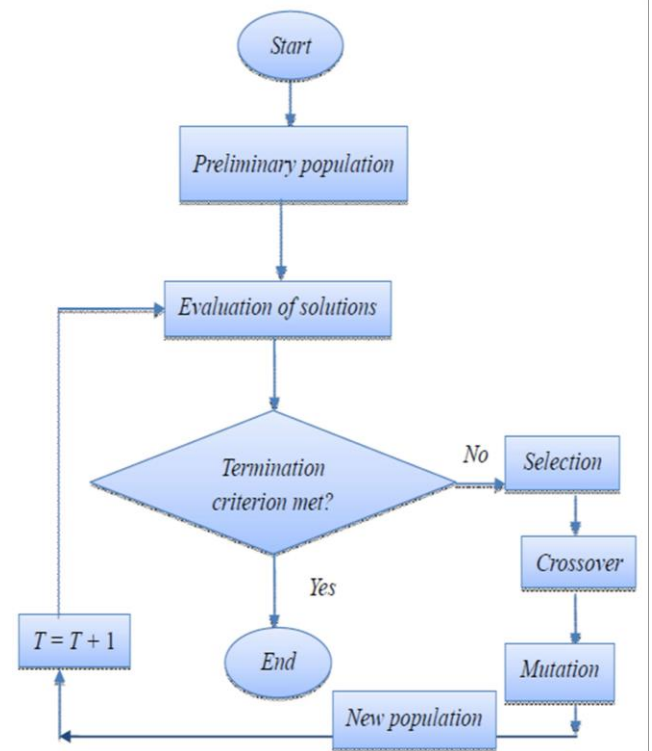 Start
Preliminary population
Evaluation of solutions
Termination
criterion met?
No
Selection
Crossover
Yes
T = T + 1
End
Mutation
New population